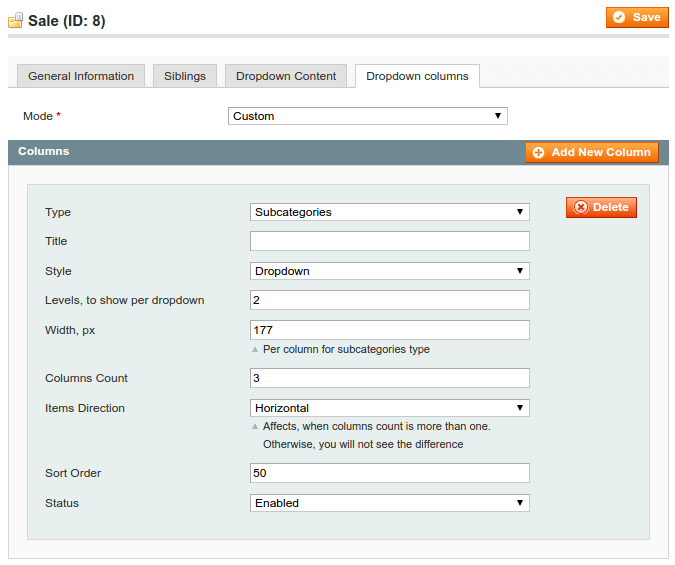 Sale (ID: 8)
Save
General Information
Siblings
Dropdown Content
Dropdown columns
Mode *
Custom
Columns
Add New Column
Type
Subcategories
Delete
Title
Style
Dropdown
Levels, to show per dropdown
2
Width, px
177
Per column for subcategories type
Columns Count
3
Items Direction
Horizontal
Affects, when columns count is more than one.
Otherwise, you will not see the difference
Sort Order
50
Status
Enabled